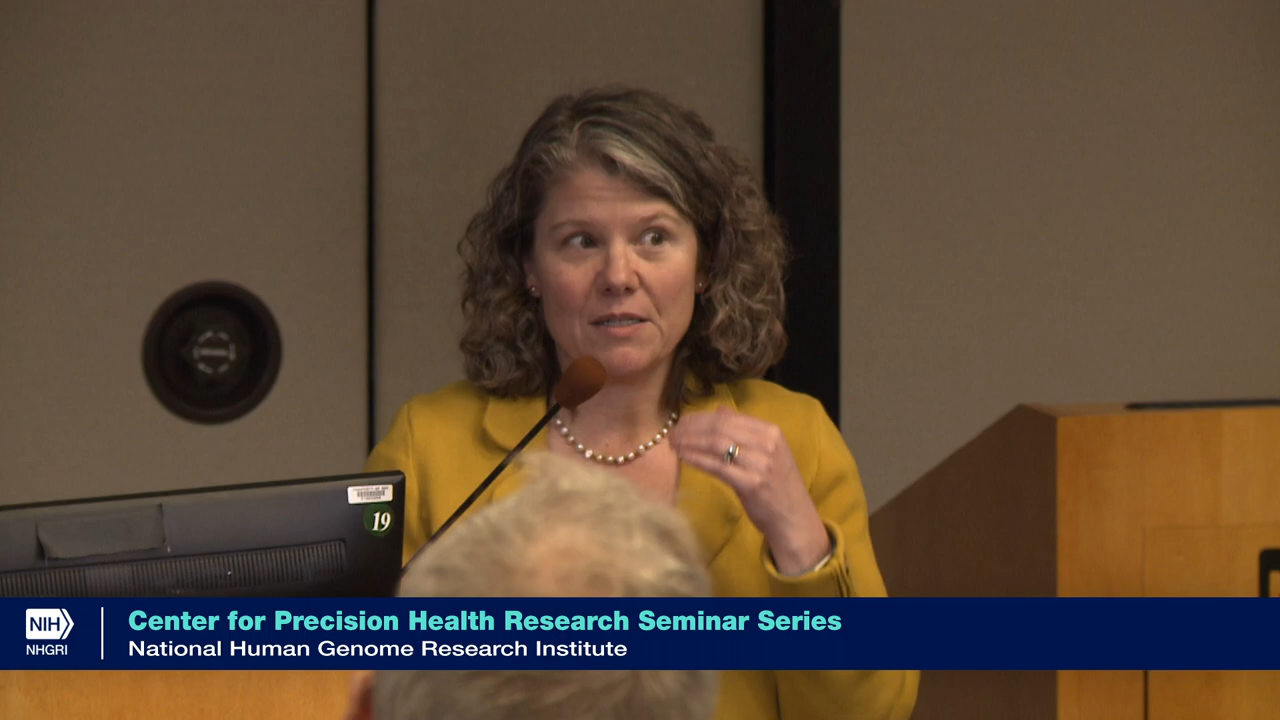 19
NIH
NHGRI
Center for Precision Health Research Seminar Series
National Human Genome Research Institute